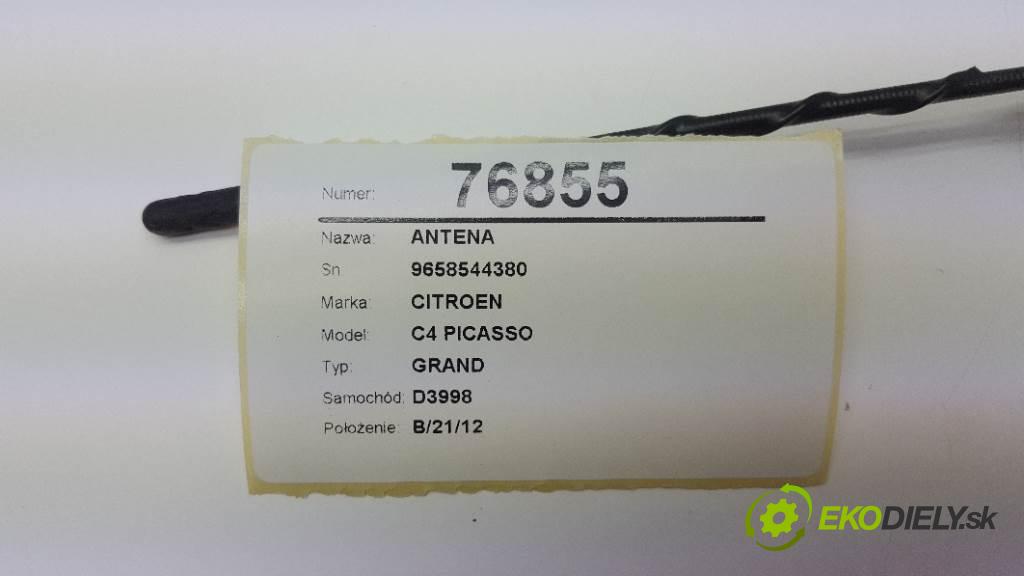 Numer: 76855
Nazwa: ANTENA
Sn 9658544380
Marka: CITROEN
Model: C4 PICASSO
Typ: GRAND
Samochód: D3998
Położenie: B/21/12
EKODIELY.sk